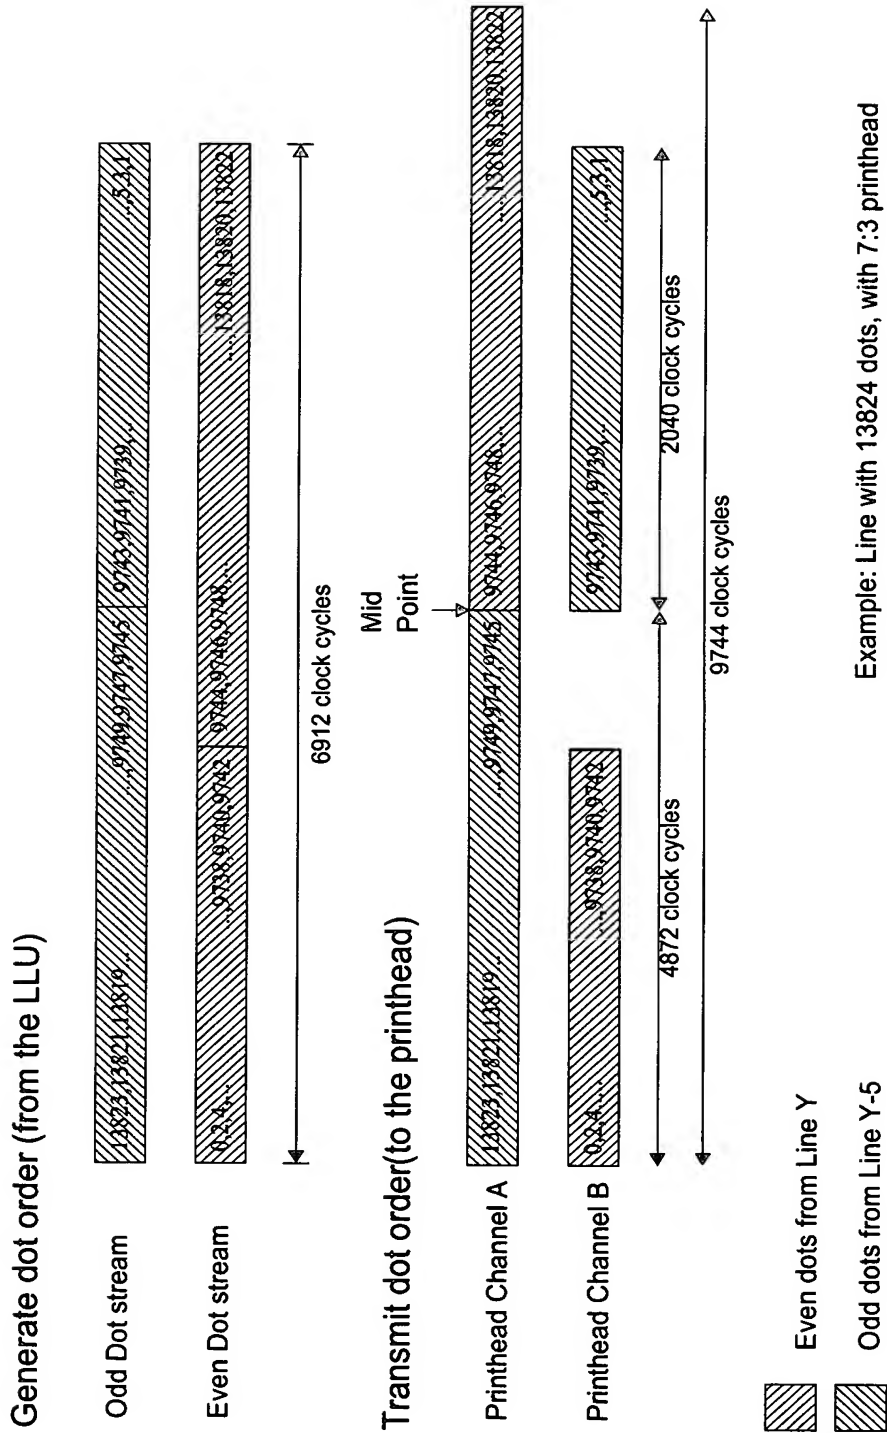 Generate dot order (from the LLU)
Odd Dot stream
13823,13821,13819...
...,9749,9747,9745
9743,9741,9739,...
...,5,3,1
Even Dot stream
0,2,4,...
...,9738,9740,9742
9744,9746,9748,...
....,13818,13820,13822
6912 clock cycles
Transmit dot order(to the printhead)
Mid
Point
Printhead Channel A
13823,13821,13819...
...,9749,9747,9745
9744,9746,9748,...
....,13818,13820,13822
Printhead Channel B
0,2,4,...
...,9738,9740,9742
9743,9741,9739,...
...,5,3,1
4872 clock cycles
2040 clock cycles
9744 clock cycles
Even dots from Line Y
Odd dots from Line Y-5
Example: Line with 13824 dots, with 7:3 printhead